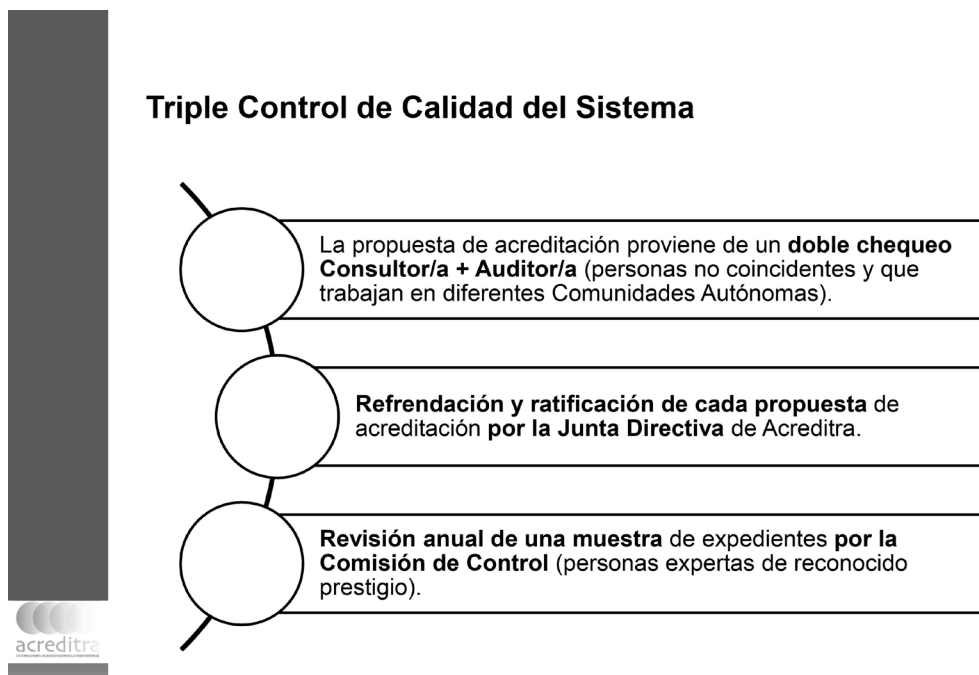 Triple Control de Calidad del Sistema
La propuesta de acreditación proviene de un doble chequeo
Consultor/a + Auditor/a (personas no coincidentes y que
trabajan en diferentes Comunidades Autónomas).
Refrendación y ratificación de cada propuesta de
acreditación por la Junta Directiva de Acreditra.
Revisión anual de una muestra de expedientes por la
Comisión de Control (personas expertas de reconocido
prestigio).
acreditra